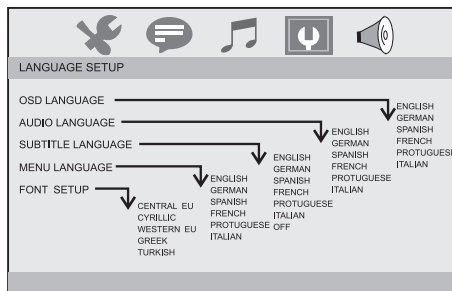 LANGUAGE SETUP
OSD LANGUAGE
AUDIO LANGUAGE
SUBTITLE LANGUAGE
MENU LANGUAGE
FONT SETUP
ENGLISH
GERMAN
SPANISH
FRENCH
PROTUGUESE
ITALIAN
ENGLISH
GERMAN
SPANISH
FRENCH
PROTUGUESE
ITALIAN
ENGLISH
GERMAN
SPANISH
FRENCH
PROTUGUESE
ITALIAN
OFF
ENGLISH
GERMAN
SPANISH
FRENCH
PROTUGUESE
ITALIAN
CENTRAL EU
CYRILLIC
WESTERN EU
GREEK
TURKISH